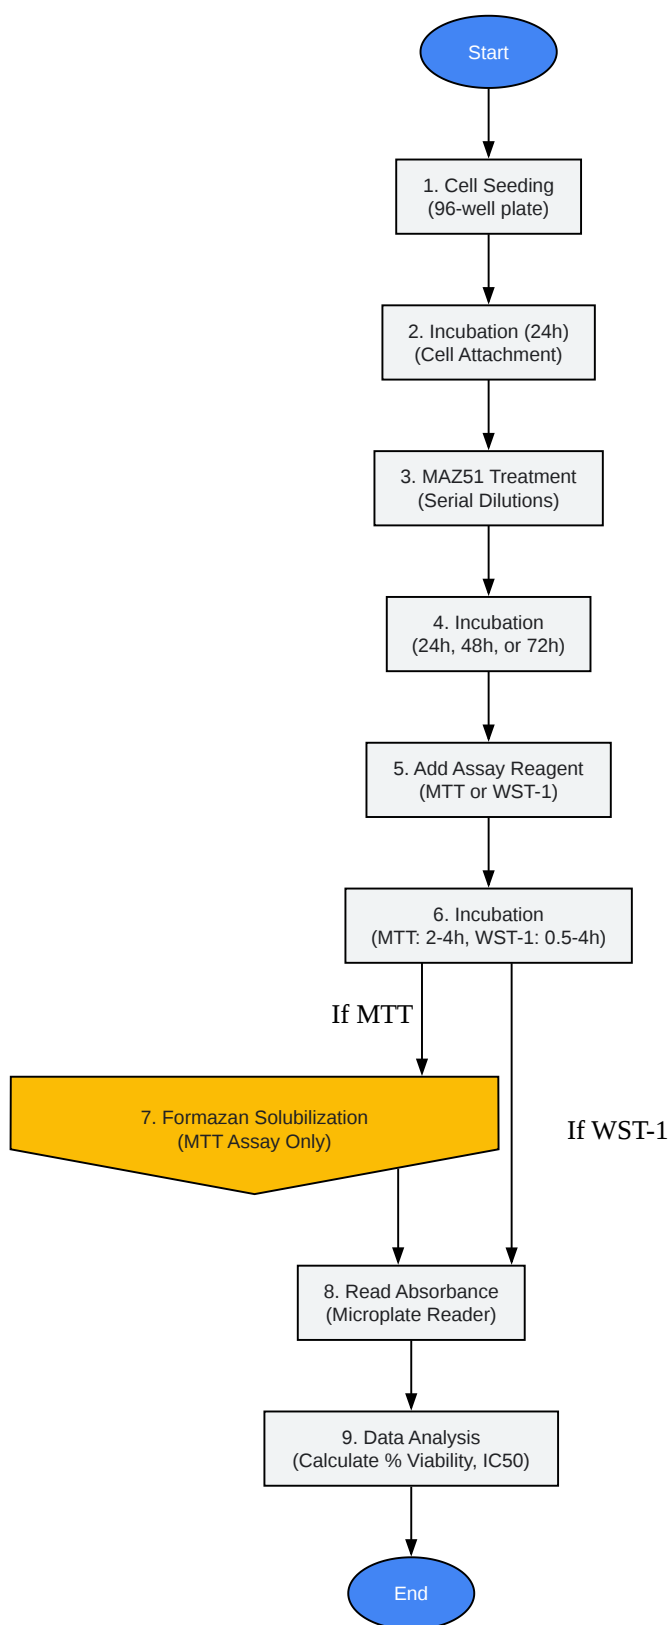 Start
1. Cell Seeding
(96-well plate)
2. Incubation (24h)
(Cell Attachment)
3. MAZ51 Treatment
(Serial Dilutions)
4. Incubation
(24h, 48h, or 72h)
5. Add Assay Reagent
(MTT or WST-1)
6. Incubation
(MTT: 2-4h, WST-1: 0.5-4h)
If MTT
7. Formazan Solubilization
(MTT Assay Only)
If WST-1
8. Read Absorbance
(Microplate Reader)
9. Data Analysis
(Calculate % Viability, IC50)
End